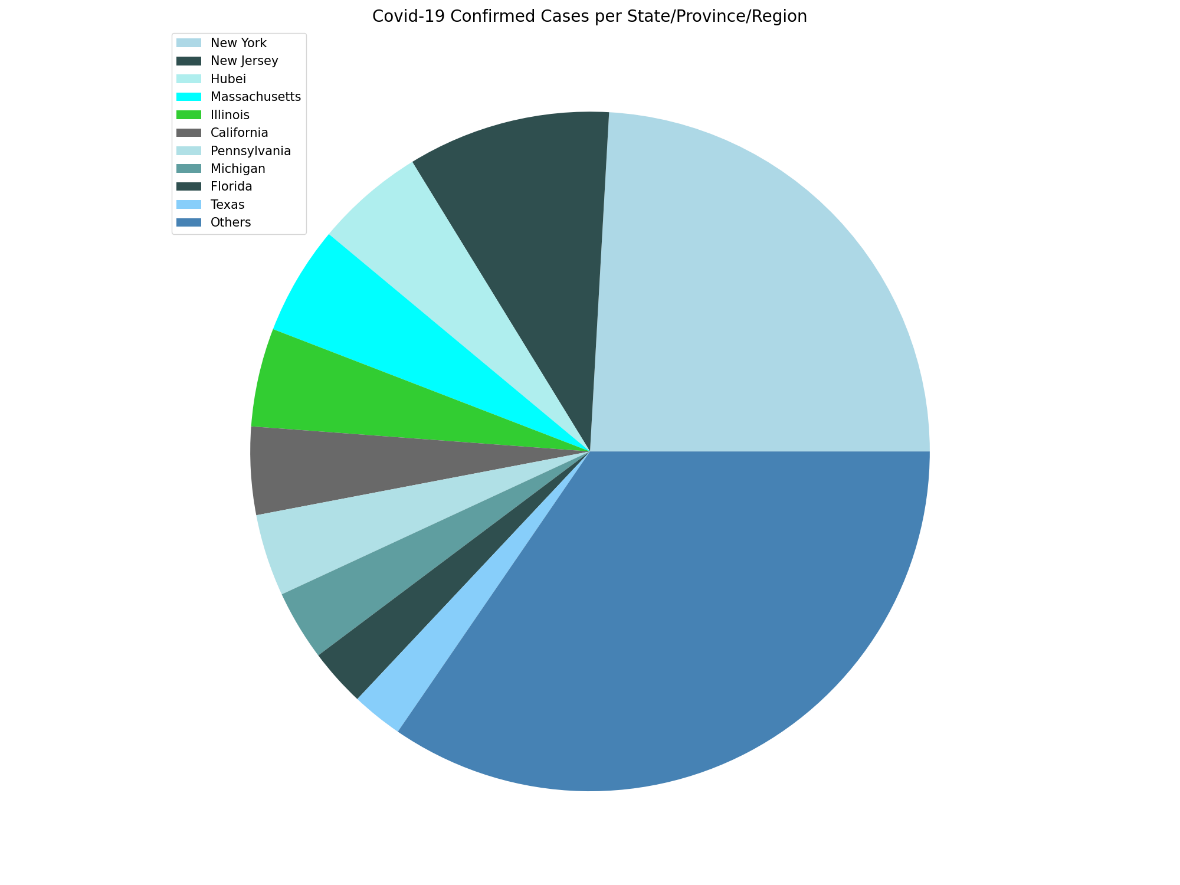 Covid-19 Confirmed Cases per State/Province/Region
New York
New Jersey
Hubei
Massachusetts
Illinois
California
Pennsylvania
Michigan
Florida
Texas
Others